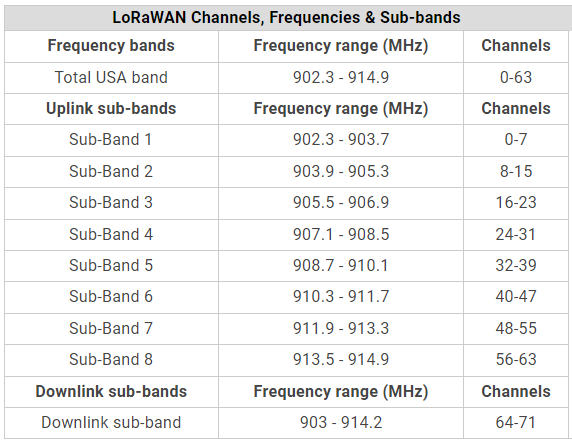 LoRaWAN Channels, Frequencies & Sub-bands
Frequency bands Frequency range (MHz) Channels
Total USA band 902.3 - 914.9 0-63
Uplink sub-bands Frequency range (MHz) Channels
Sub-Band 1 902.3 - 903.7 0-7
Sub-Band 2 903.9 - 905.3 8-15
Sub-Band 3 905.5 - 906.9 16-23
Sub-Band 4 907.1 - 908.5 24-31
Sub-Band 5 908.7 - 910.1 32-39
Sub-Band 6 910.3 - 911.7 40-47
Sub-Band 7 911.9 - 913.3 48-55
Sub-Band 8 913.5 - 914.9 56-63
Downlink sub-bands Frequency range (MHz) Channels
Downlink sub-band 903 - 914.2 64-71